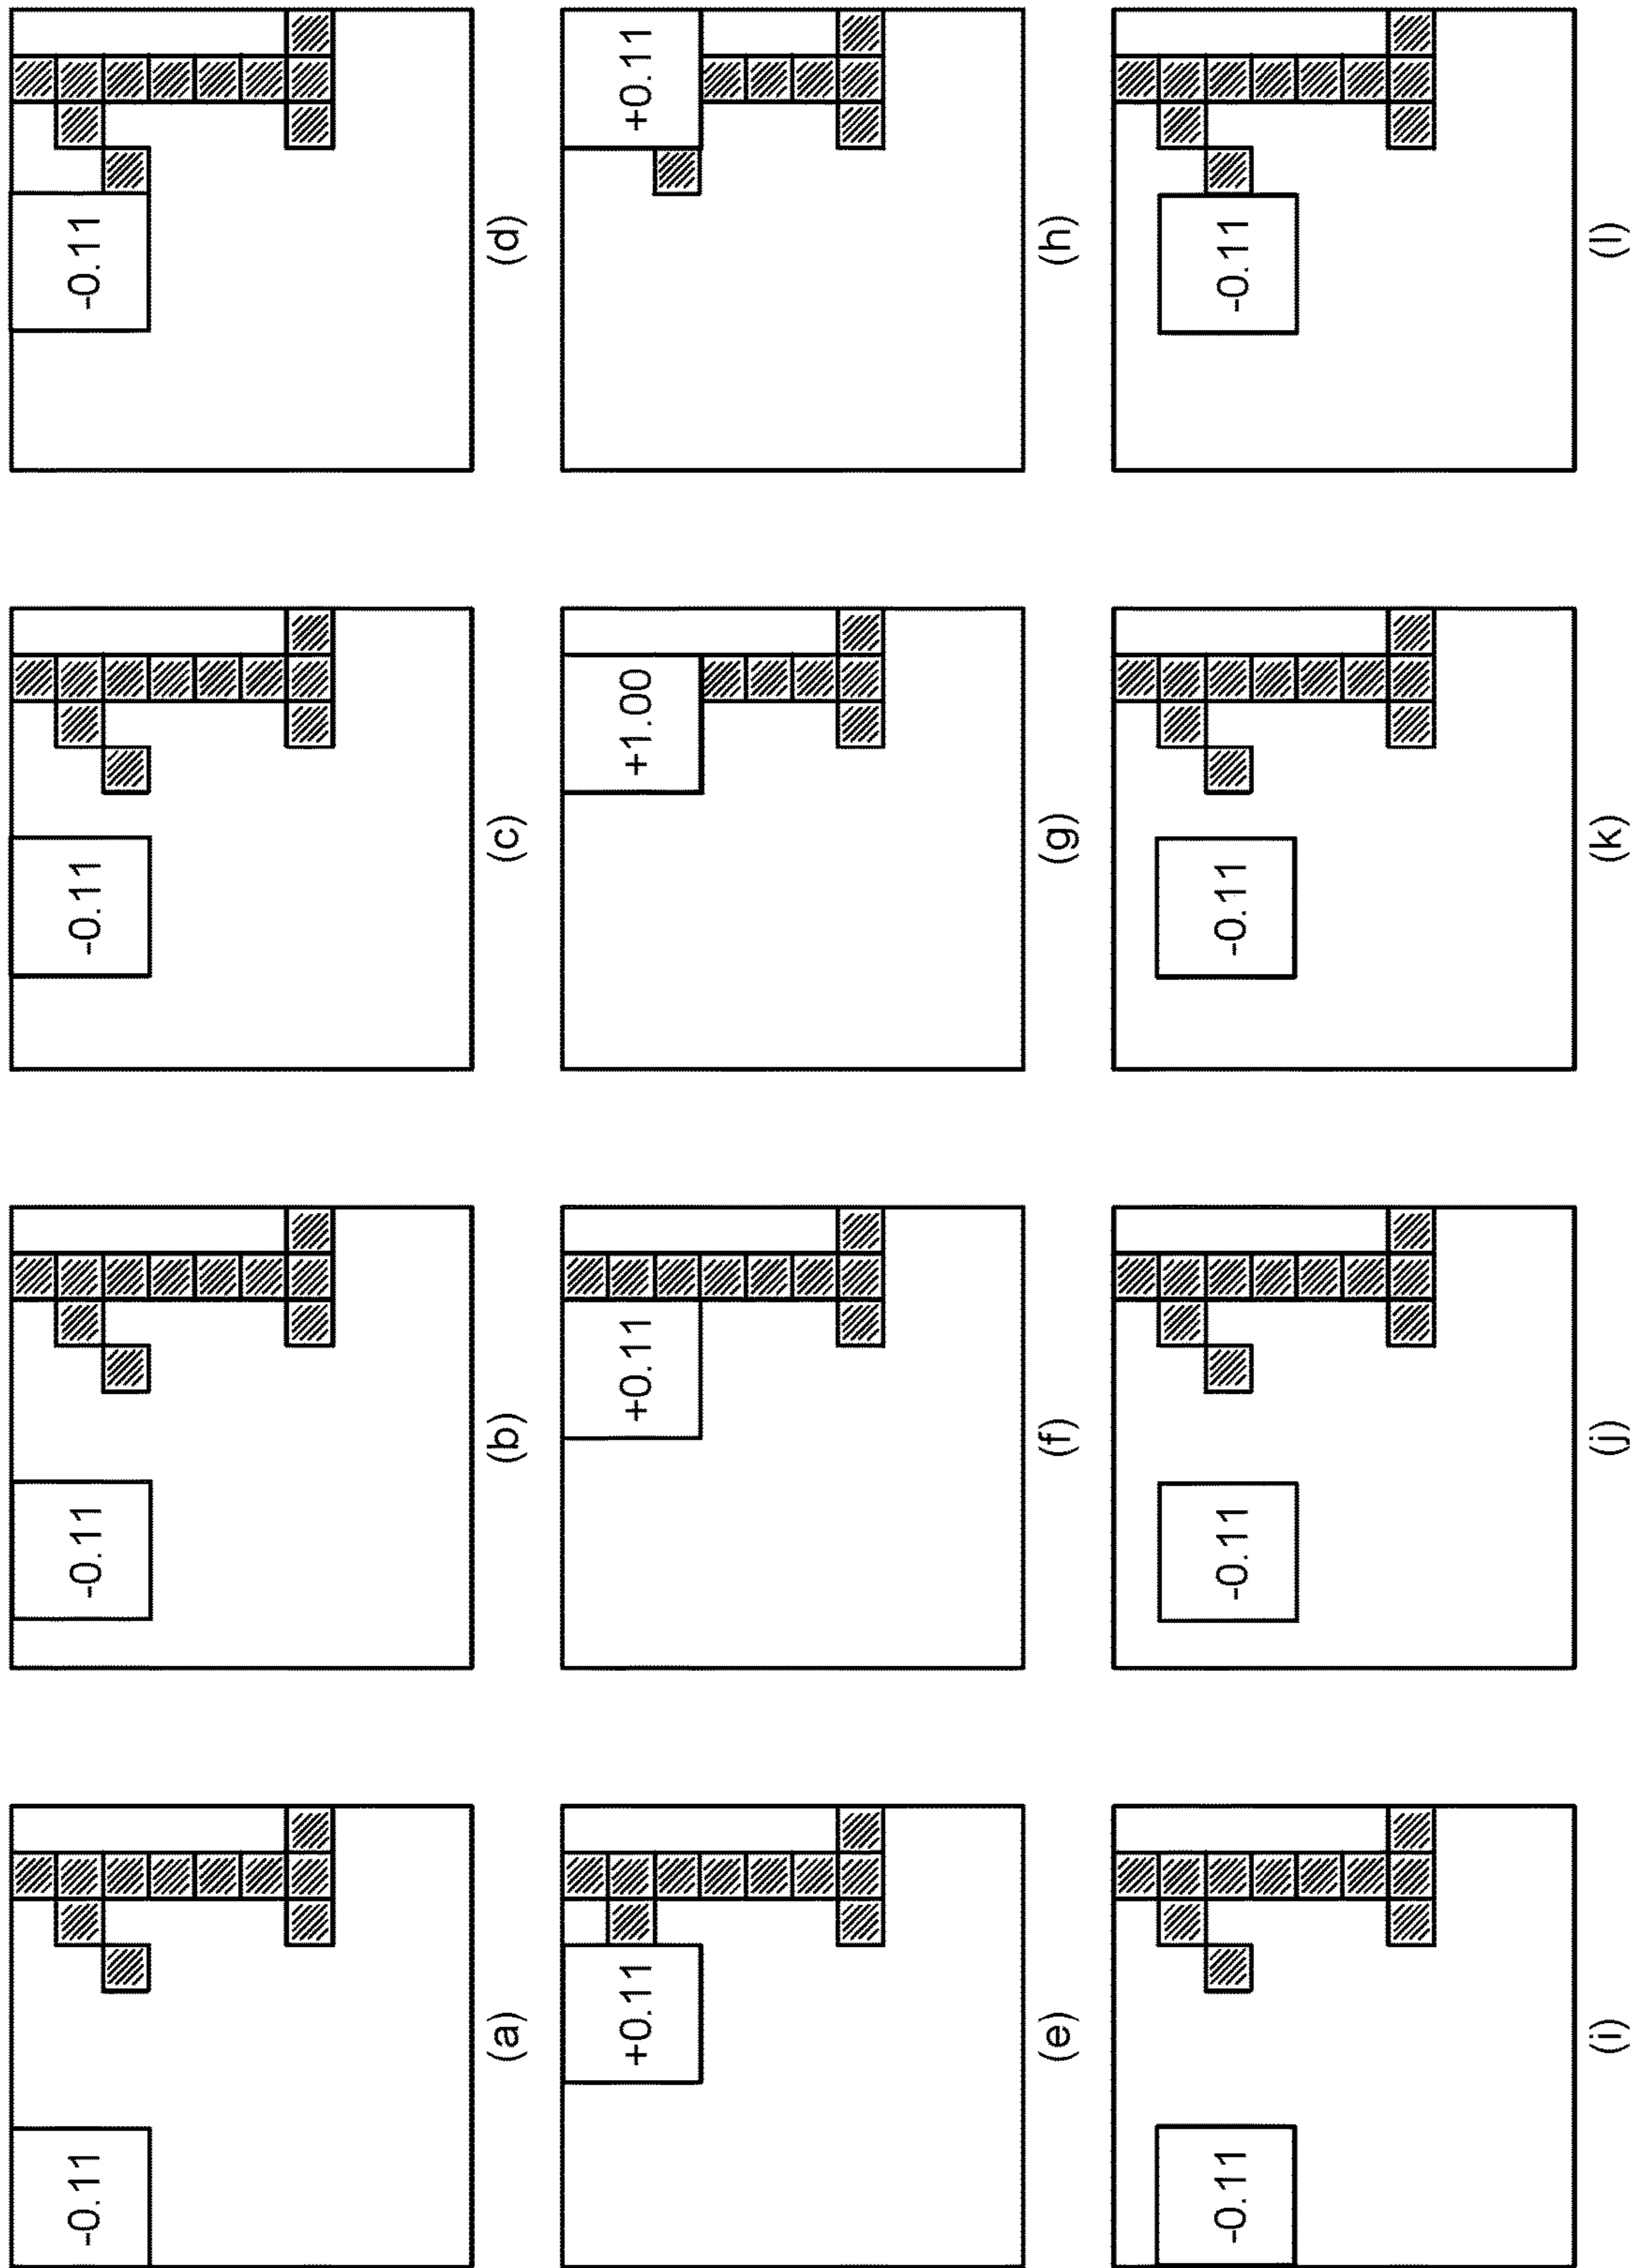 -0.11
-0.11
-0.11
-0.11
(a)
(b)
(c)
(d)
+0.11
+0.11
+1.00
+0.11
(e)
(f)
(g)
(h)
-0.11
-0.11
-0.11
-0.11
(i)
(j)
(k)
(l)